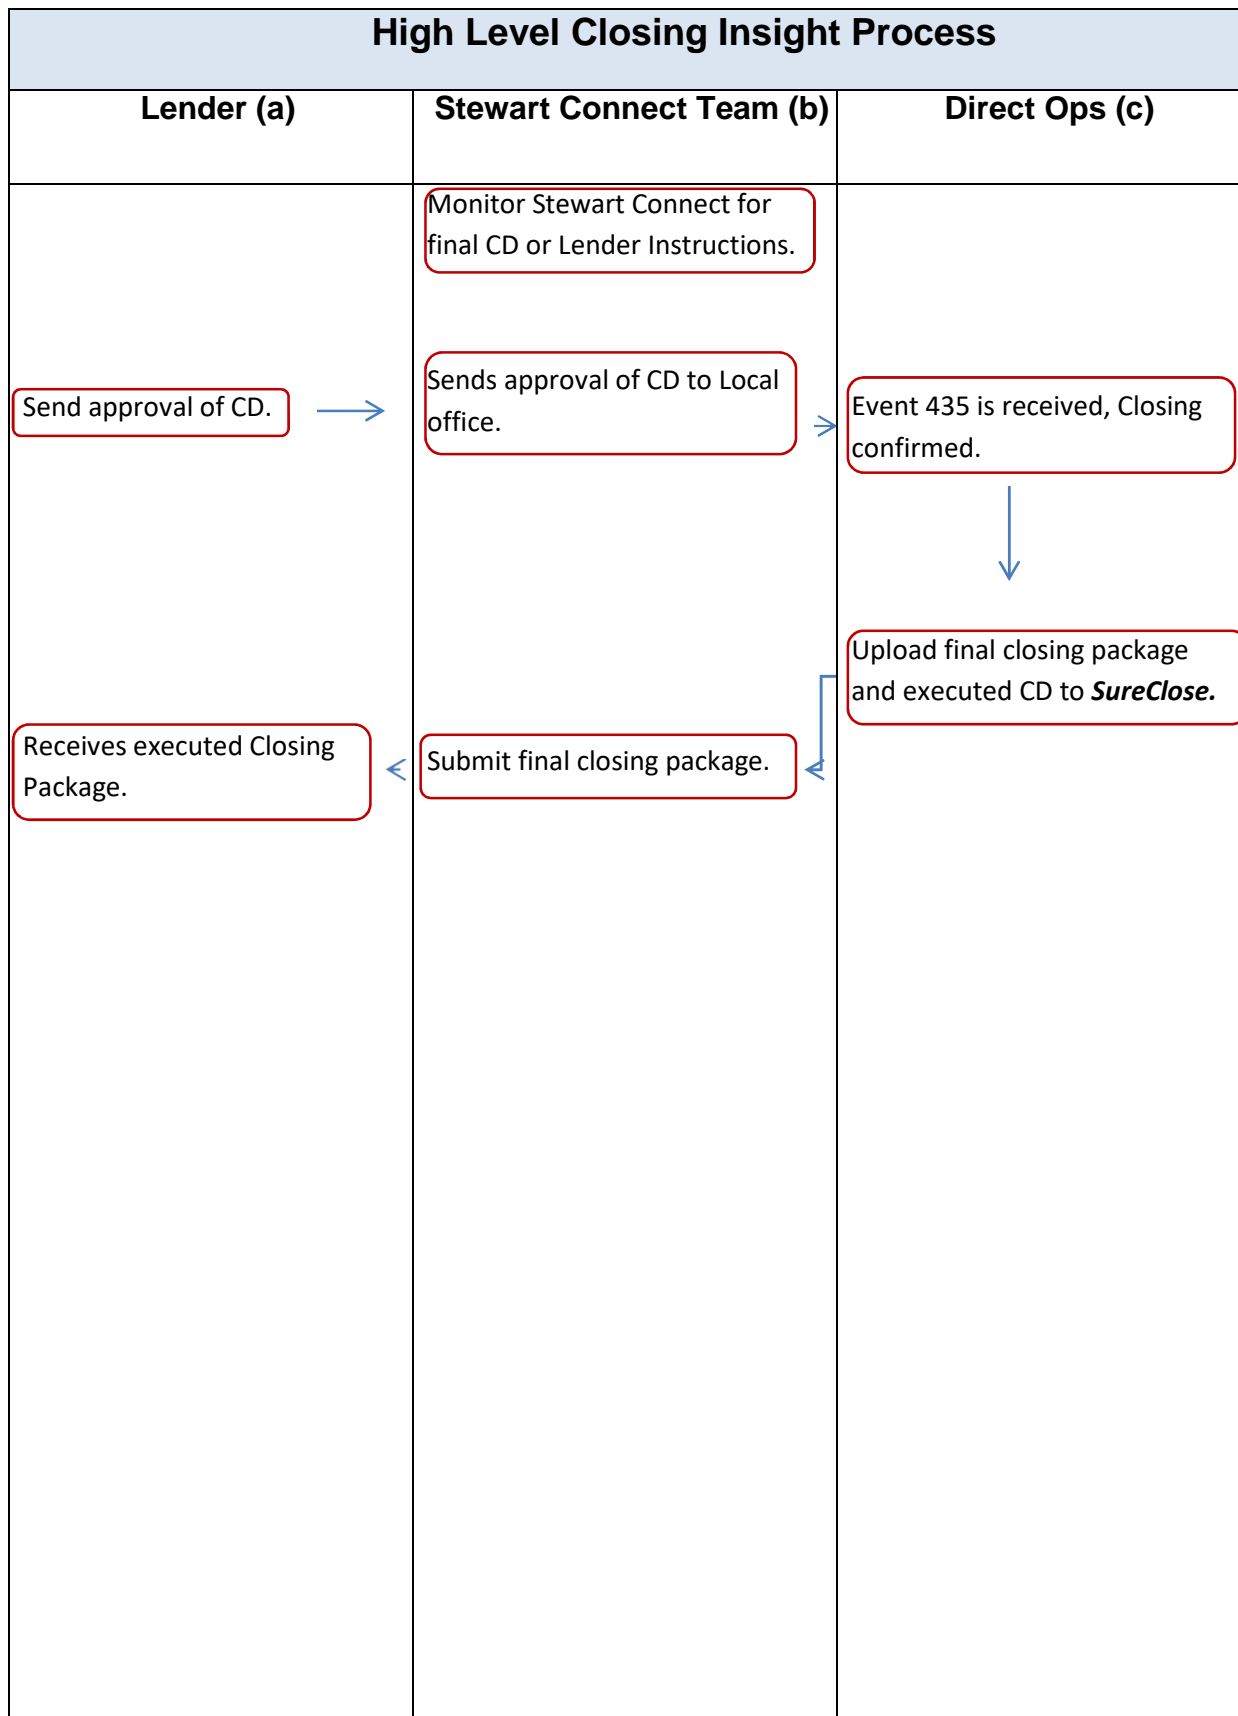 High Level Closing Insight Process
Lender (a)
Stewart Connect Team (b)
Direct Ops (c)
Monitor Stewart Connect for
final CD or Lender Instructions.
Send approval of CD.
Sends approval of CD to Local
office.
Event 435 is received, Closing
confirmed.
Upload final closing package
and executed CD to SureClose.
Receives executed Closing
Package.
Submit final closing package.